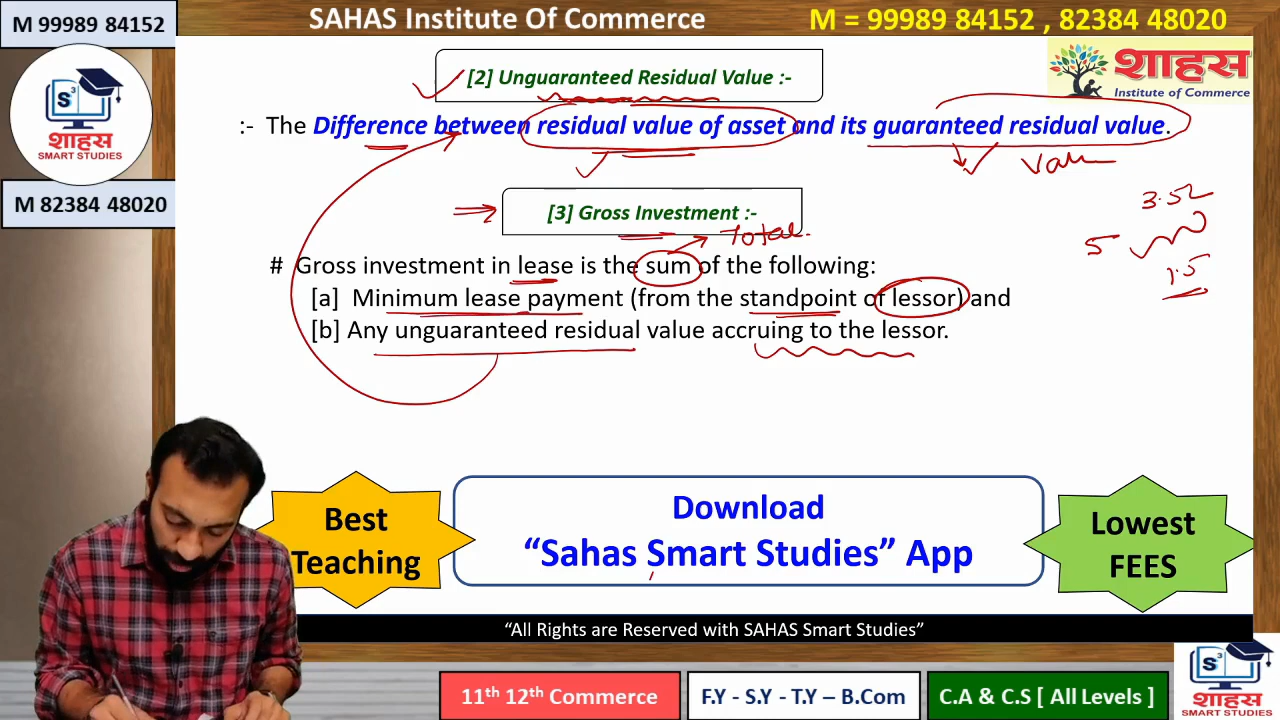 M 99989 84152
SAHAS Institute Of Commerce
M = 99989 84152 , 82384 48020
S3
शाहस
SMART STUDIES
M 82384 48020
शाहस
Institute of Commerce
[2] Unguaranteed Residual Value :-
:- The Difference between residual value of asset and its guaranteed residual value.
[3] Gross Investment :-
Total.
5
1.5
# Gross investment in lease is the sum of the following:
[a] Minimum lease payment (from the standpoint of lessor) and
[b] Any unguaranteed residual value accruing to the lessor.
Best
Teaching
Download
“Sahas Smart Studies” App
Lowest
FEES
“All Rights are Reserved with SAHAS Smart Studies”
11th 12th Commerce
F.Y - S.Y - T.Y – B.Com
C.A & C.S [ All Levels ]
S3
शाहस
SMART STUDIES